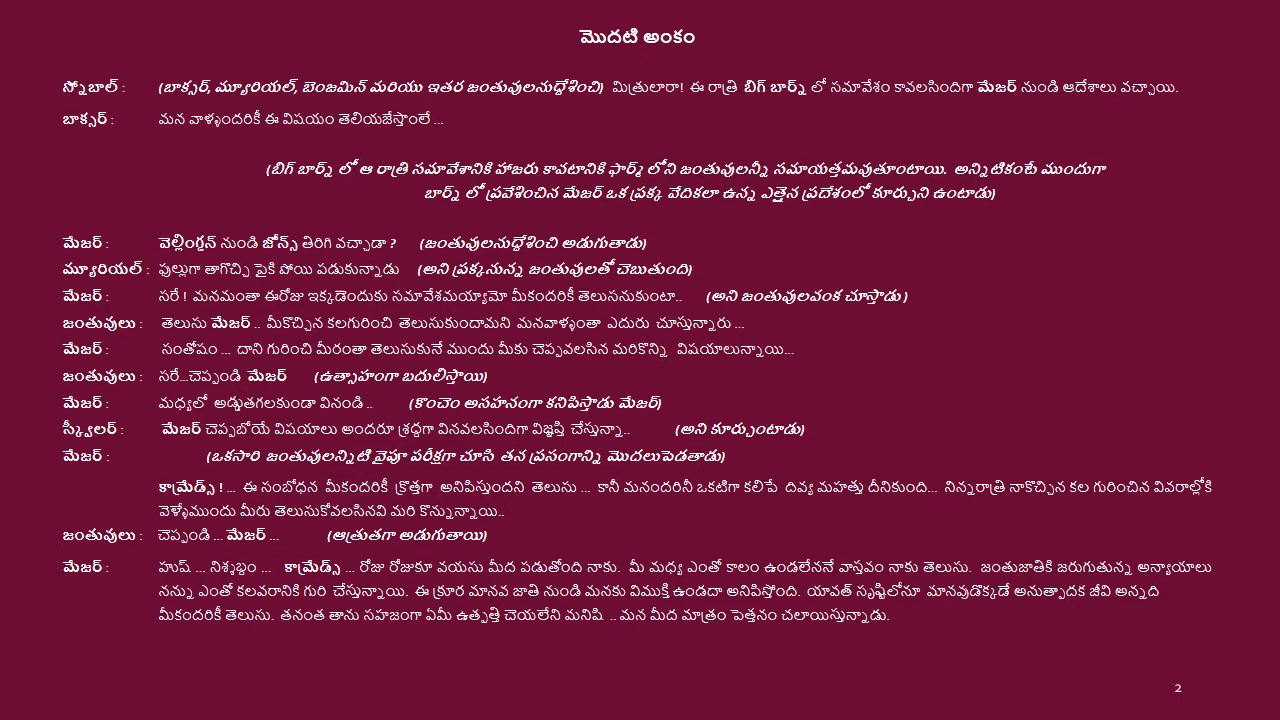 మొదటి అంకం
స్నోబాల్ : (బాక్సర్, మ్యూరియల్, బెంజమిన్ మరియు ఇతర జంతువులనుద్దేశించి) మిత్రులారా! ఈ రాత్రి బిగ్ బార్న్ లో సమావేశం కావలసిందిగా మేజర్ నుండి ఆదేశాలు వచ్చాయి.
బాక్సర్ : మన వాళ్ళందరికీ ఈ విషయం తెలియజేస్తాంలే ...
(బిగ్ బార్న్ లో ఆ రాత్రి సమావేశానికి హాజరు కావటానికి ఫార్మ్ లోని జంతువులన్నీ సమాయత్తమవుతూంటాయి. అన్నిటికంటే ముందుగా
బార్న్ లో ప్రవేశించిన మేజర్ ఒక ప్రక్క వేదికలా ఉన్న ఎత్తైన ప్రదేశంలో కూర్చుని ఉంటాడు)
మేజర్ : వెల్లింగ్డన్ నుండి జోన్స్ తిరిగి వచ్చాడా ? (జంతువులనుద్దేశించి అడుగుతాడు)
మ్యూరియల్ : ఫుల్లుగా తాగొచ్చి పైకి పోయి పడుకున్నాడు (అని ప్రక్కనున్న జంతువులతో చెబుతుంది)
మేజర్ : సరే ! మనమంతా ఈరోజు ఇక్కడెందుకు సమావేశమయ్యామో మీకందరికీ తెలుసనుకుంటా.. (అని జంతువులవంక చూస్తాడు )
జంతువులు : తెలుసు మేజర్ .. మీకొచ్చిన కలగురించి తెలుసుకుందామని మనవాళ్ళంతా ఎదురు చూస్తున్నారు ...
మేజర్ : సంతోషం ... దాని గురించి మీరంతా తెలుసుకునే ముందు మీకు చెప్పవలసిన మరికొన్ని విషయాలున్నాయి...
జంతువులు : సరే...చెప్పండి మేజర్ (ఉత్సాహంగా బదులిస్తాయి)
మేజర్ : మధ్యలో అడ్డుతగలకుండా వినండి .. (కొంచెం అసహనంగా కనిపిస్తాడు మేజర్)
స్క్వీలర్ : మేజర్ చెప్పబోయే విషయాలు అందరూ శ్రద్ధగా వినవలసిందిగా విజ్ఞప్తి చేస్తున్నా.. (అని కూర్చుంటాడు)
మేజర్ : (ఒకసారి జంతువులన్నిటి వైపూ పరీక్షగా చూసి తన ప్రసంగాన్ని మొదలుపెడతాడు)
కామ్రేడ్స్ ! ... ఈ సంబోధన మీకందరికీ క్రొత్తగా అనిపిస్తుందని తెలుసు ... కానీ మనందరినీ ఒకటిగా కలిపే దివ్య మహత్తు దీనికుంది... నిన్నరాత్రి నాకొచ్చిన కల గురించిన వివరాల్లోకి
వెళ్ళేముందు మీరు తెలుసుకోవలసినవి మరి కొన్నున్నాయి..
జంతువులు : చెప్పండి ... మేజర్ ... (ఆత్రుతగా అడుగుతాయి)
మేజర్ : హుష్ ... నిశ్శబ్దం ... కామ్రేడ్స్ ... రోజు రోజుకూ వయసు మీద పడుతోంది నాకు. మీ మధ్య ఎంతో కాలం ఉండలేననే వాస్తవం నాకు తెలుసు. జంతుజాతికి జరుగుతున్న అన్యాయాలు
నన్ను ఎంతో కలవరానికి గురి చేస్తున్నాయి. ఈ క్రూర మానవ జాతి నుండి మనకు విముక్తి ఉండదా అనిపిస్తోంది. యావత్ సృష్టిలోనూ మానవుడొక్కడే అనుత్పాదక జీవి అన్నది
మీకందరికీ తెలుసు. తనంత తాను సహజంగా ఏమీ ఉత్పత్తి చెయలేని మనిషి .. మన మీద మాత్రం పెత్తనం చలాయిస్తున్నాడు.
2